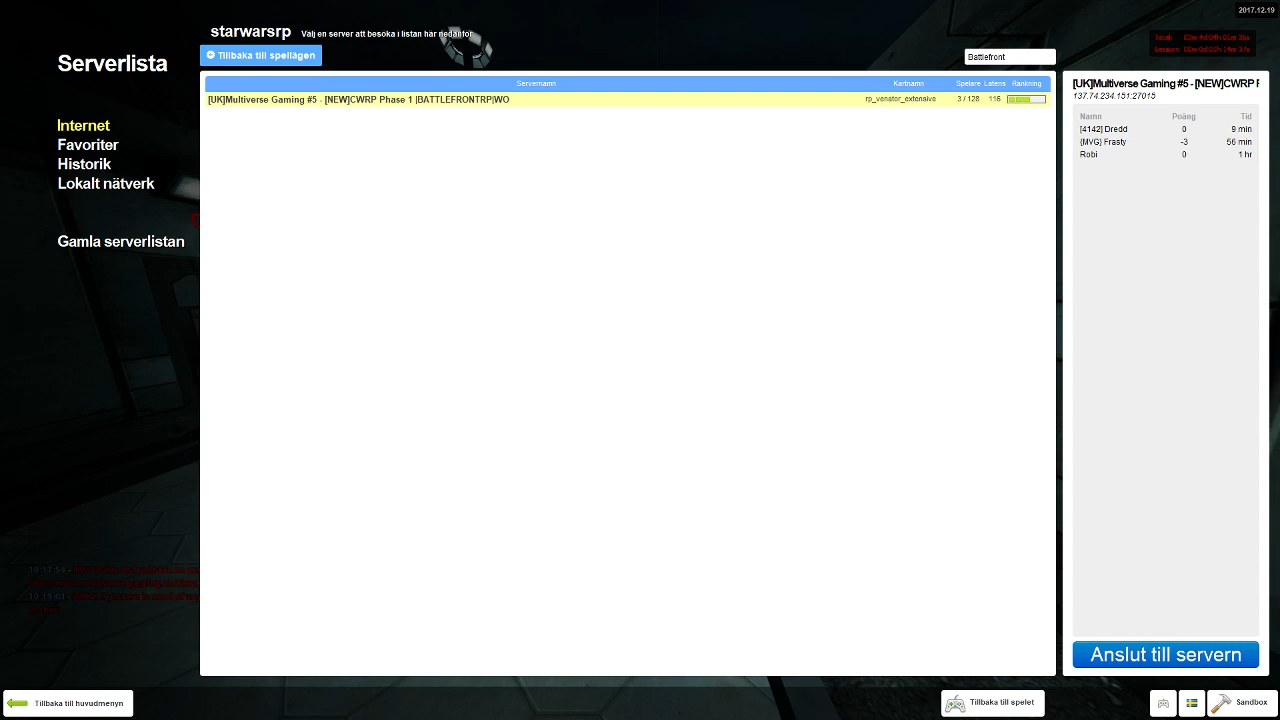 2017.12.19
starwarsrp Välj en server att besöka i listan här nedanför
Serverlista
Tillbaka till spellägen
Battlefront
Servernamn Kartnamn Spelare Latens Rankning
[UK]Multiverse Gaming #5 - [NEW]CWRP Phase 1 |BATTLEFRONTRP|WO rp_venator_extensive 3 / 128 116
Internet
Favoriter
Historik
Lokalt nätverk
Gamla serverlistan
[UK]Multiverse Gaming #5 - [NEW]CWRP
137.74.234.151:27015
Namn Poäng Tid
[4142] Dredd 0 9 min
{MVG} Frasty -3 56 min
Robi 0 1 hr
Anslut till servern
Tillbaka till huvudmenyn
Tillbaka till spelet
Sandbox